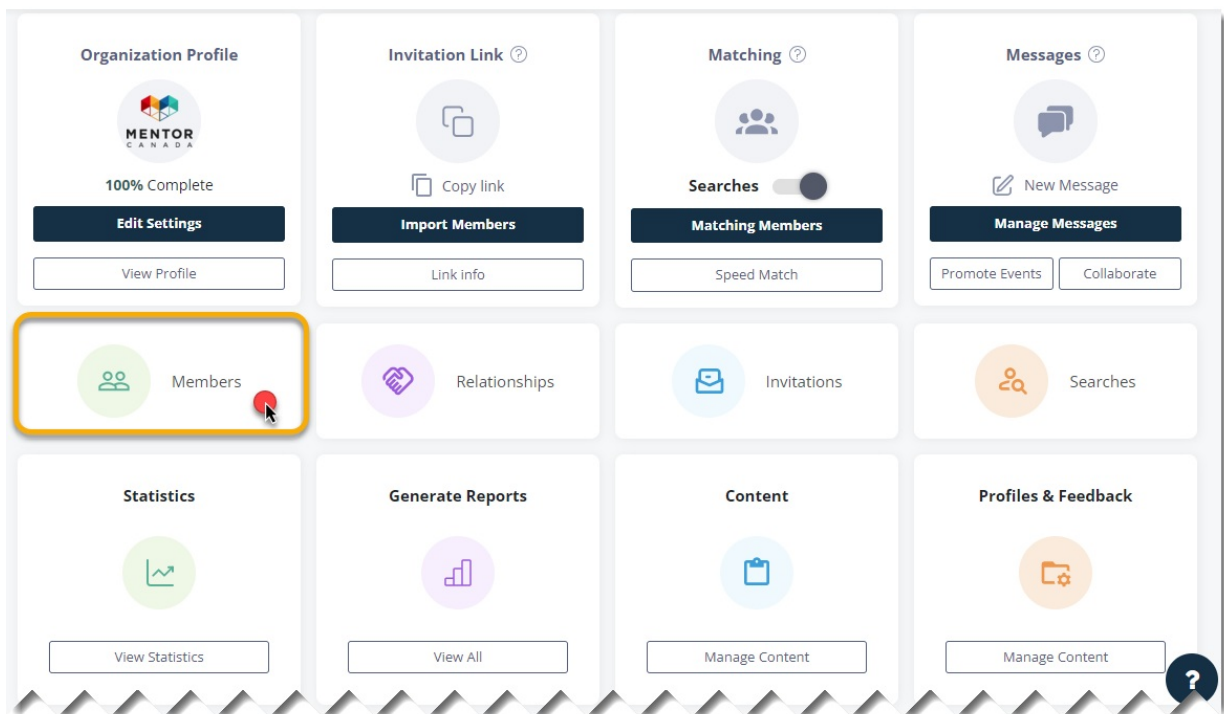 Organization Profile
Invitation Link ?
Matching ?
Messages ?
MENTOR
CANADA
100% Complete
Copy link
Searches
New Message
Edit Settings
Import Members
Matching Members
Manage Messages
View Profile
Link info
Speed Match
Promote Events
Collaborate
Members
Relationships
Invitations
Searches
Statistics
Generate Reports
Content
Profiles & Feedback
View Statistics
View All
Manage Content
Manage Content
?